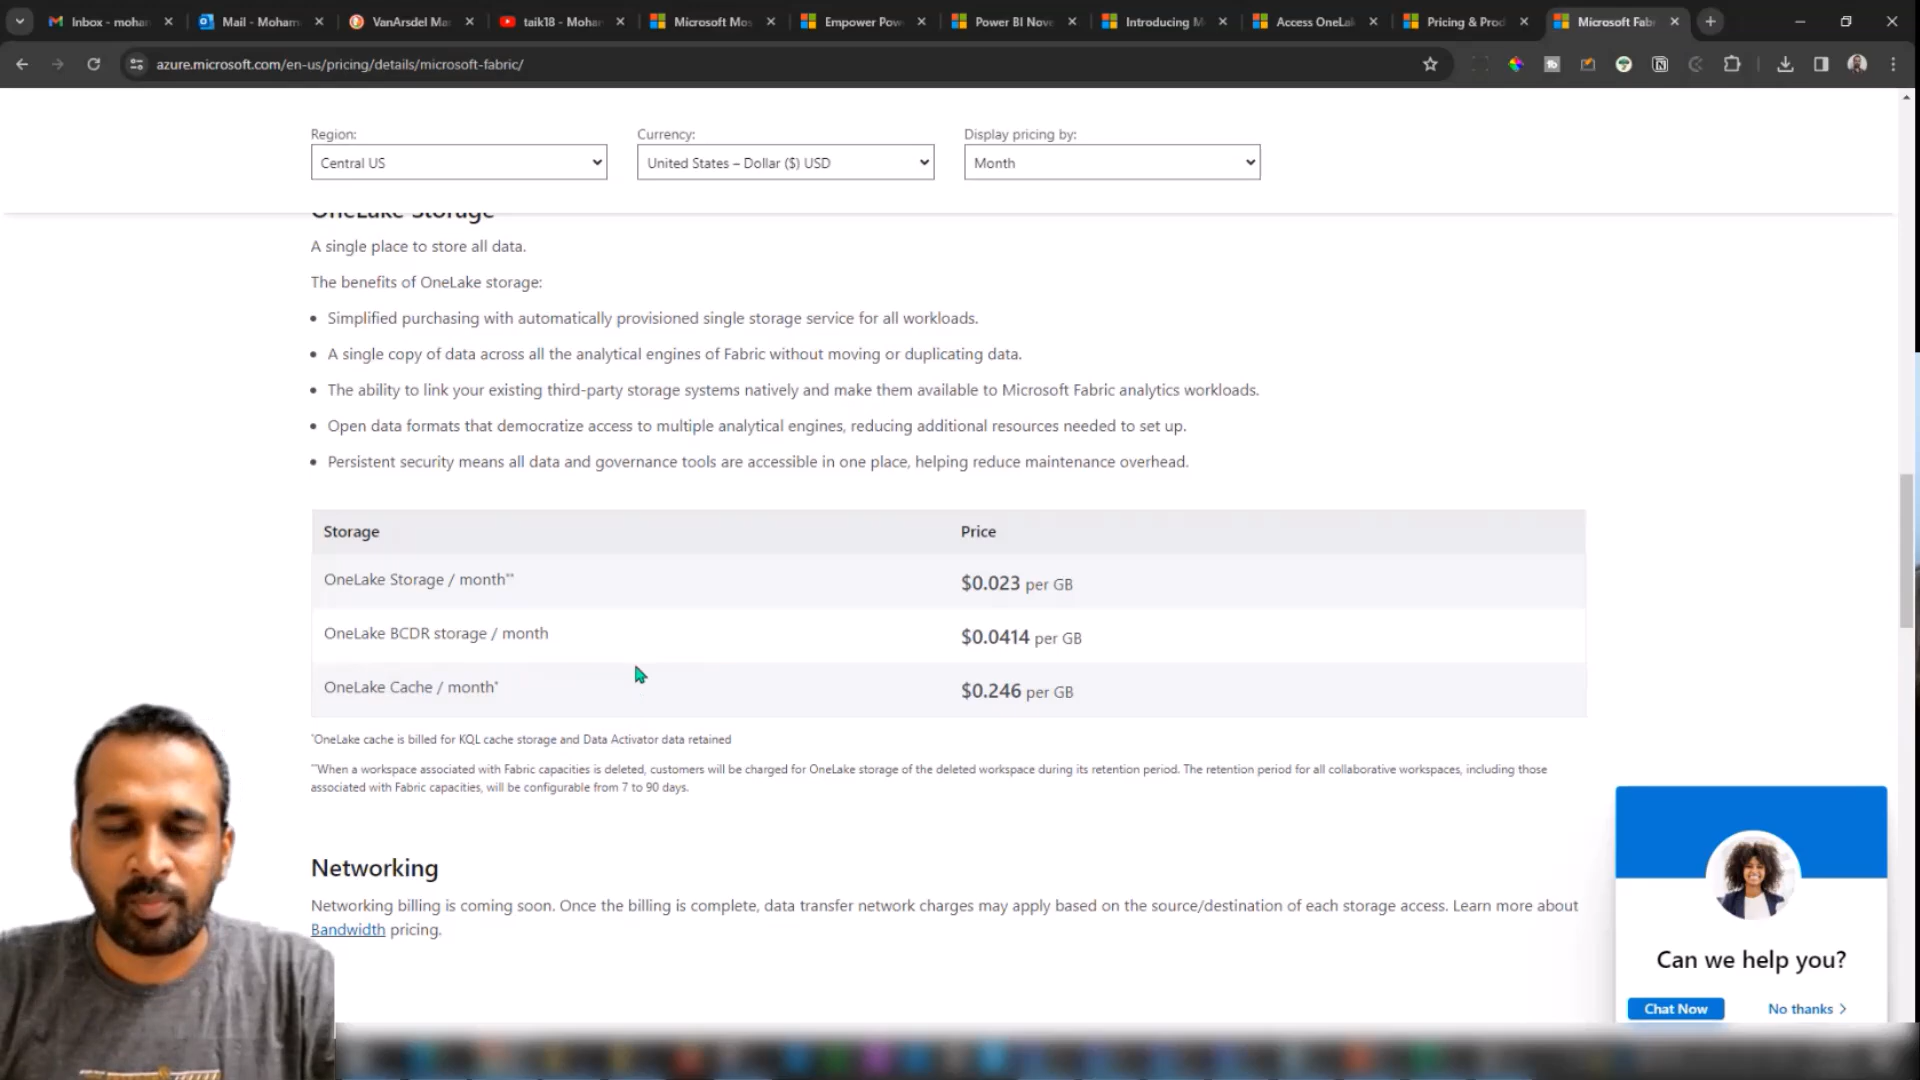 Inbox - mohan
Mail - Moham
VanArsdel Ma
taik18 - Moha
Microsoft Mos
Empower Pow
Power BI Nove
Introducing M
Access OneLa
Pricing & Prod
Microsoft Fab
azure.microsoft.com/en-us/pricing/details/microsoft-fabric/
Region:
Currency:
Display pricing by:
Central US
United States – Dollar ($) USD
Month
OneLake Storage
A single place to store all data.
The benefits of OneLake storage:
• Simplified purchasing with automatically provisioned single storage service for all workloads.
• A single copy of data across all the analytical engines of Fabric without moving or duplicating data.
• The ability to link your existing third-party storage systems natively and make them available to Microsoft Fabric analytics workloads.
• Open data formats that democratize access to multiple analytical engines, reducing additional resources needed to set up.
• Persistent security means all data and governance tools are accessible in one place, helping reduce maintenance overhead.
Storage Price
OneLake Storage / month** $0.023 per GB
OneLake BCDR storage / month $0.0414 per GB
OneLake Cache / month* $0.246 per GB
*OneLake cache is billed for KQL cache storage and Data Activator data retained
**When a workspace associated with Fabric capacities is deleted, customers will be charged for OneLake storage of the deleted workspace during its retention period. The retention period for all collaborative workspaces, including those
associated with Fabric capacities, will be configurable from 7 to 90 days.
Networking
Networking billing is coming soon. Once the billing is complete, data transfer network charges may apply based on the source/destination of each storage access. Learn more about
Bandwidth pricing.
Can we help you?
Chat Now
No thanks >